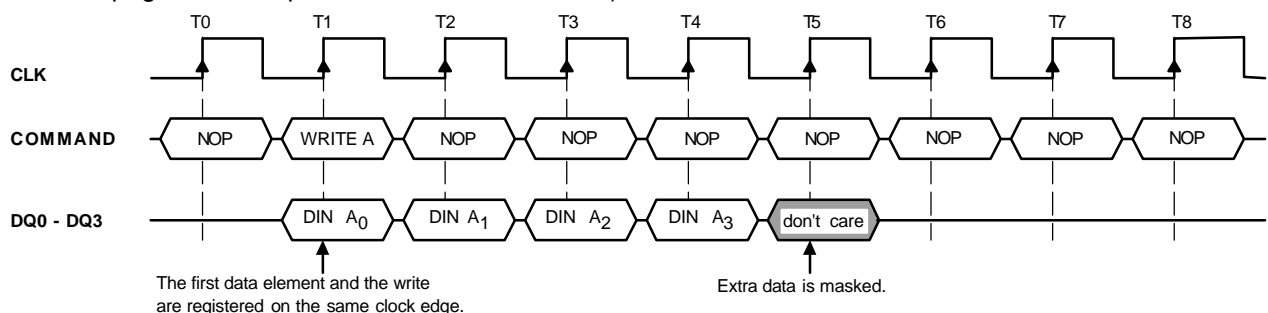 T0 T1 T2 T3 T4 T5 T6 T7 T8
CLK
COMMAND NOP WRITE A NOP NOP NOP NOP NOP NOP NOP
DQ0 - DQ3 DIN A0 DIN A1 DIN A2 DIN A3 don't care
The first data element and the write Extra data is masked.
are registered on the same clock edge.